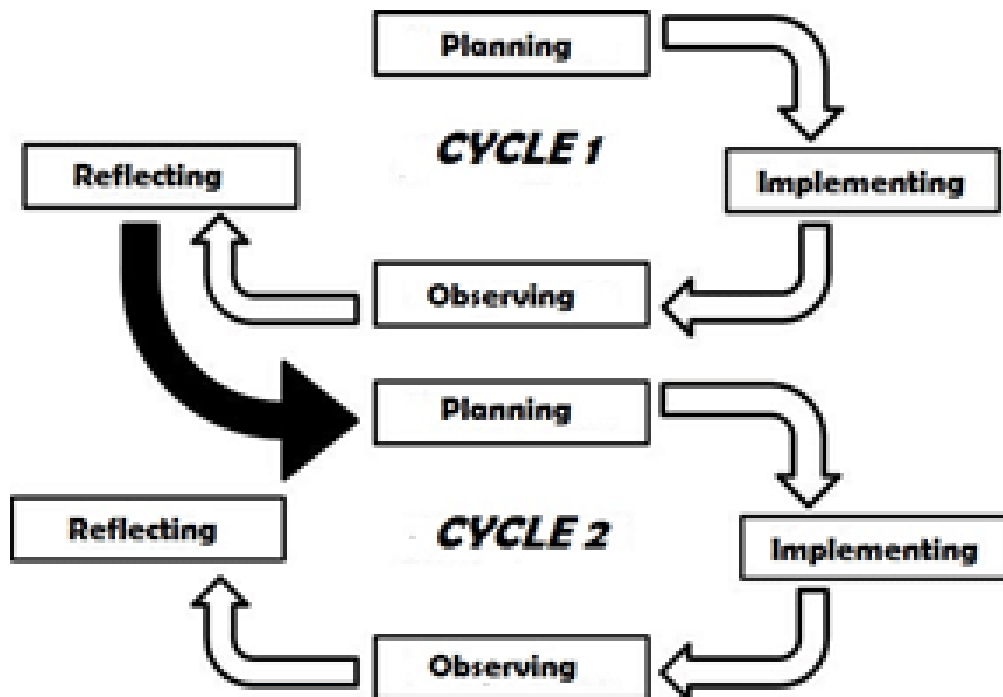 Planning
CYCLE 1
Reflecting
Implementing
Observing
Planning
CYCLE 2
Reflecting
Implementing
Observing